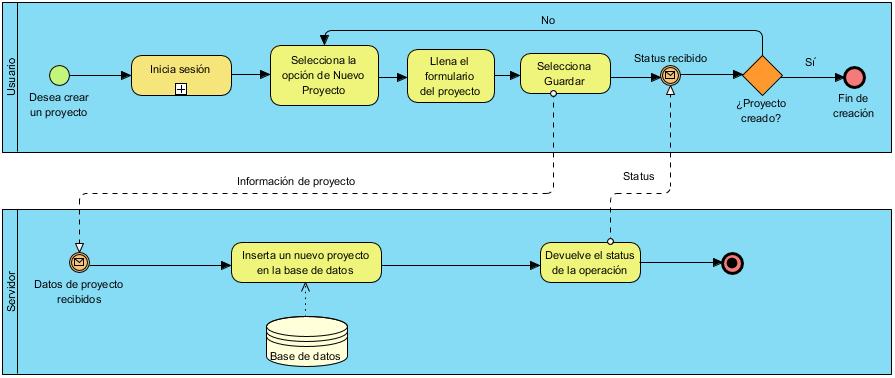 Usuario
Desea crear
un proyecto
Inicia sesión
Selecciona la
opción de Nuevo
Proyecto
Llena el
formulario
del proyecto
Selecciona
Guardar
Status recibido
No
¿Proyecto
creado?
Sí
Fin de
creación
Información de proyecto
Status
Servidor
Datos de proyecto
recibidos
Inserta un nuevo proyecto
en la base de datos
Base de datos
Devuelve el status
de la operación